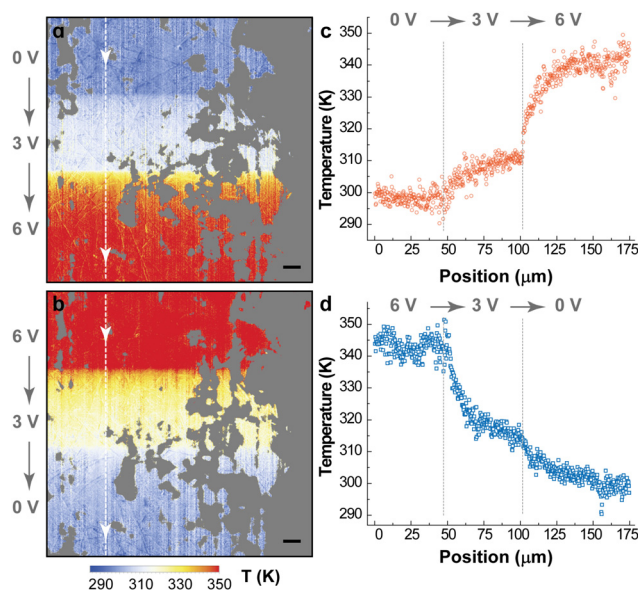 a
0 V
3 V
6 V
b
6 V
3 V
0 V
290 310 330 350 T (K)
c
0 V 3 V 6 V
Temperature (K)
350
340
330
320
310
300
290
0 25 50 75 100 125 150 175
Position (μm)
d
6 V 3 V 0 V
Temperature (K)
350
340
330
320
310
300
290
0 25 50 75 100 125 150 175
Position (μm)